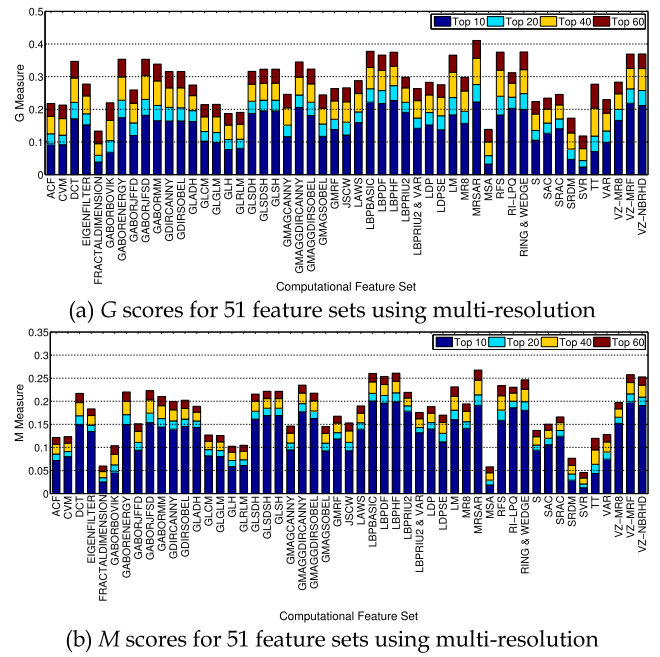 0.5
0.4
0.3
0.2
0.1
0
G Measure
Top 10 Top 20 Top 40 Top 60
ACF
CVM
DCT
EIGENFILTER
FRACTALDIMENSION
GABORBOVIK
GABORENERGY
GABORJFFD
GABORJFSD
GABORMM
GDIRCANNY
GDIRSOBEL
GLADH
GLCM
GLGLM
GLH
GLRLM
GLSDH
GLSDSH
GLSH
GMAGCANNY
GMAGGDIRCANNY
GMAGGDIRSOBEL
GMAGSOBEL
GMRF
JSCW
LAWS
LBPBASIC
LBPDF
LBPHF
LBPRIU2
LBPRIU2 & VAR
LDP
LDPSE
LM
MR8
MRSAR
MSA
RFS
RI-LPQ
RING & WEDGE
S
SAC
SRAC
SRDM
SVR
TT
VAR
VZ-MR8
VZ-MRF
VZ-NBRHD
Computational Feature Set
(a) G scores for 51 feature sets using multi-resolution
0.35
0.3
0.25
0.2
0.15
0.1
0.05
0
M Measure
Top 10 Top 20 Top 40 Top 60
ACF
CVM
DCT
EIGENFILTER
FRACTALDIMENSION
GABORBOVIK
GABORENERGY
GABORJFFD
GABORJFSD
GABORMM
GDIRCANNY
GDIRSOBEL
GLADH
GLCM
GLGLM
GLH
GLRLM
GLSDH
GLSDSH
GLSH
GMAGCANNY
GMAGGDIRCANNY
GMAGGDIRSOBEL
GMAGSOBEL
GMRF
JSCW
LAWS
LBPBASIC
LBPDF
LBPHF
LBPRIU2
LBPRIU2 & VAR
LDP
LDPSE
LM
MR8
MRSAR
MSA
RFS
RI-LPQ
RING & WEDGE
S
SAC
SRAC
SRDM
SVR
TT
VAR
VZ-MR8
VZ-MRF
VZ-NBRHD
Computational Feature Set
(b) M scores for 51 feature sets using multi-resolution